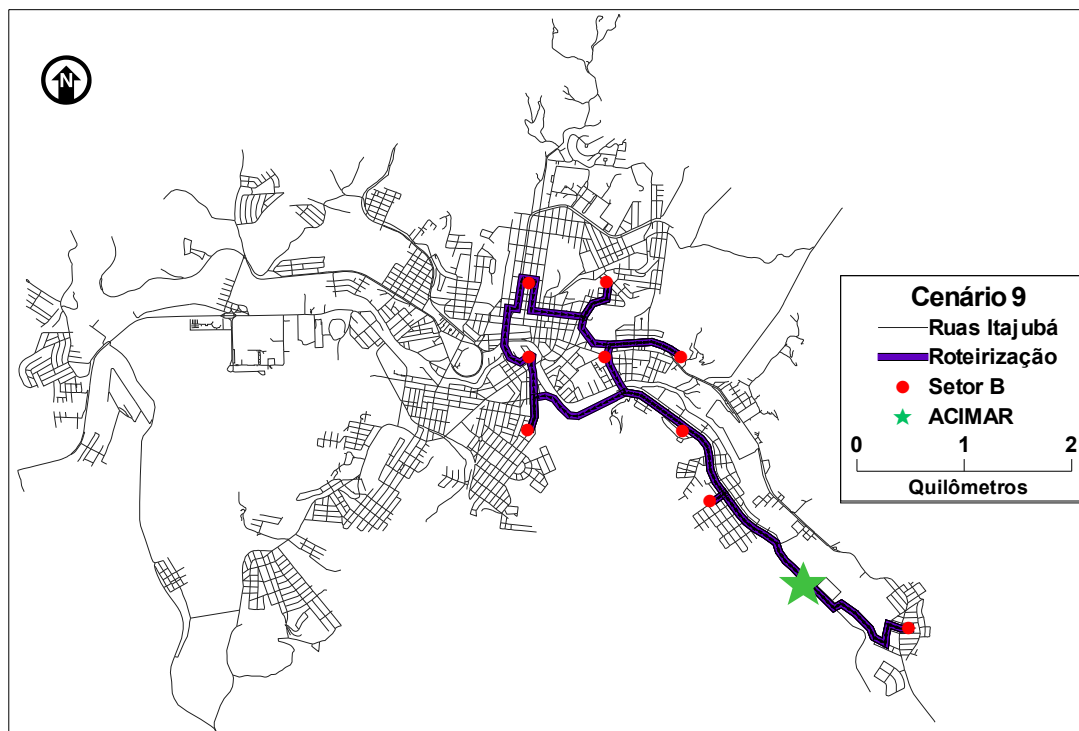 N
Cenário 9
Ruas Itajubá
Roteirização
Setor B
ACIMAR
0 1 2
Quilômetros